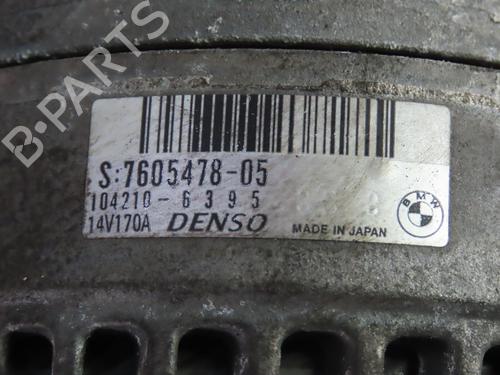 B-PARTS
S:7605478-05
104210-6395
14V170A DENSO MADE IN JAPAN
BMW